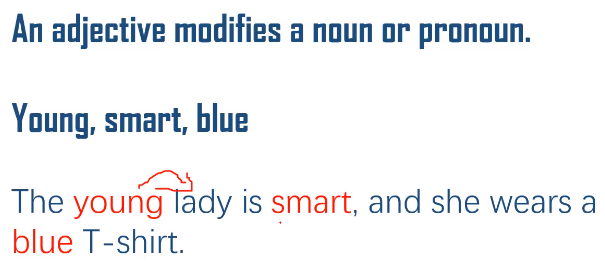 An adjective modifies a noun or pronoun.
Young, smart, blue
The young lady is smart, and she wears a
blue T-shirt.